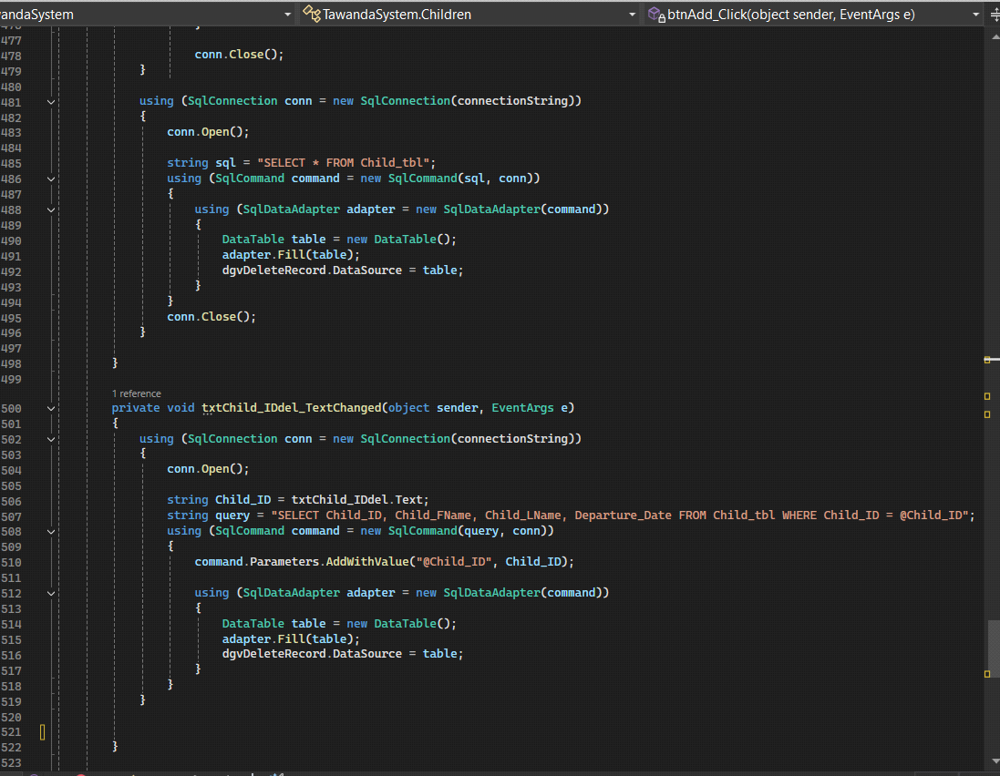 wandaSystem TawandaSystem.Children btnAdd_Click(object sender, EventArgs e)
476 }
477
478 conn.Close();
479 }
480
481 using (SqlConnection conn = new SqlConnection(connectionString))
482 {
483 conn.Open();
484
485 string sql = "SELECT * FROM Child_tbl";
486 using (SqlCommand command = new SqlCommand(sql, conn))
487 {
488 using (SqlDataAdapter adapter = new SqlDataAdapter(command))
489 {
490 DataTable table = new DataTable();
491 adapter.Fill(table);
492 dgvDeleteRecord.DataSource = table;
493 }
494 }
495 conn.Close();
496 }
497
498 }
499
1 reference
500 private void txtChild_IDdel_TextChanged(object sender, EventArgs e)
501 {
502 using (SqlConnection conn = new SqlConnection(connectionString))
503 {
504 conn.Open();
505
506 string Child_ID = txtChild_IDdel.Text;
507 string query = "SELECT Child_ID, Child_FName, Child_LName, Departure_Date FROM Child_tbl WHERE Child_ID = @Child_ID";
508 using (SqlCommand command = new SqlCommand(query, conn))
509 {
510 command.Parameters.AddWithValue("@Child_ID", Child_ID);
511
512 using (SqlDataAdapter adapter = new SqlDataAdapter(command))
513 {
514 DataTable table = new DataTable();
515 adapter.Fill(table);
516 dgvDeleteRecord.DataSource = table;
517 }
518 }
519 }
520
521
522 }
523